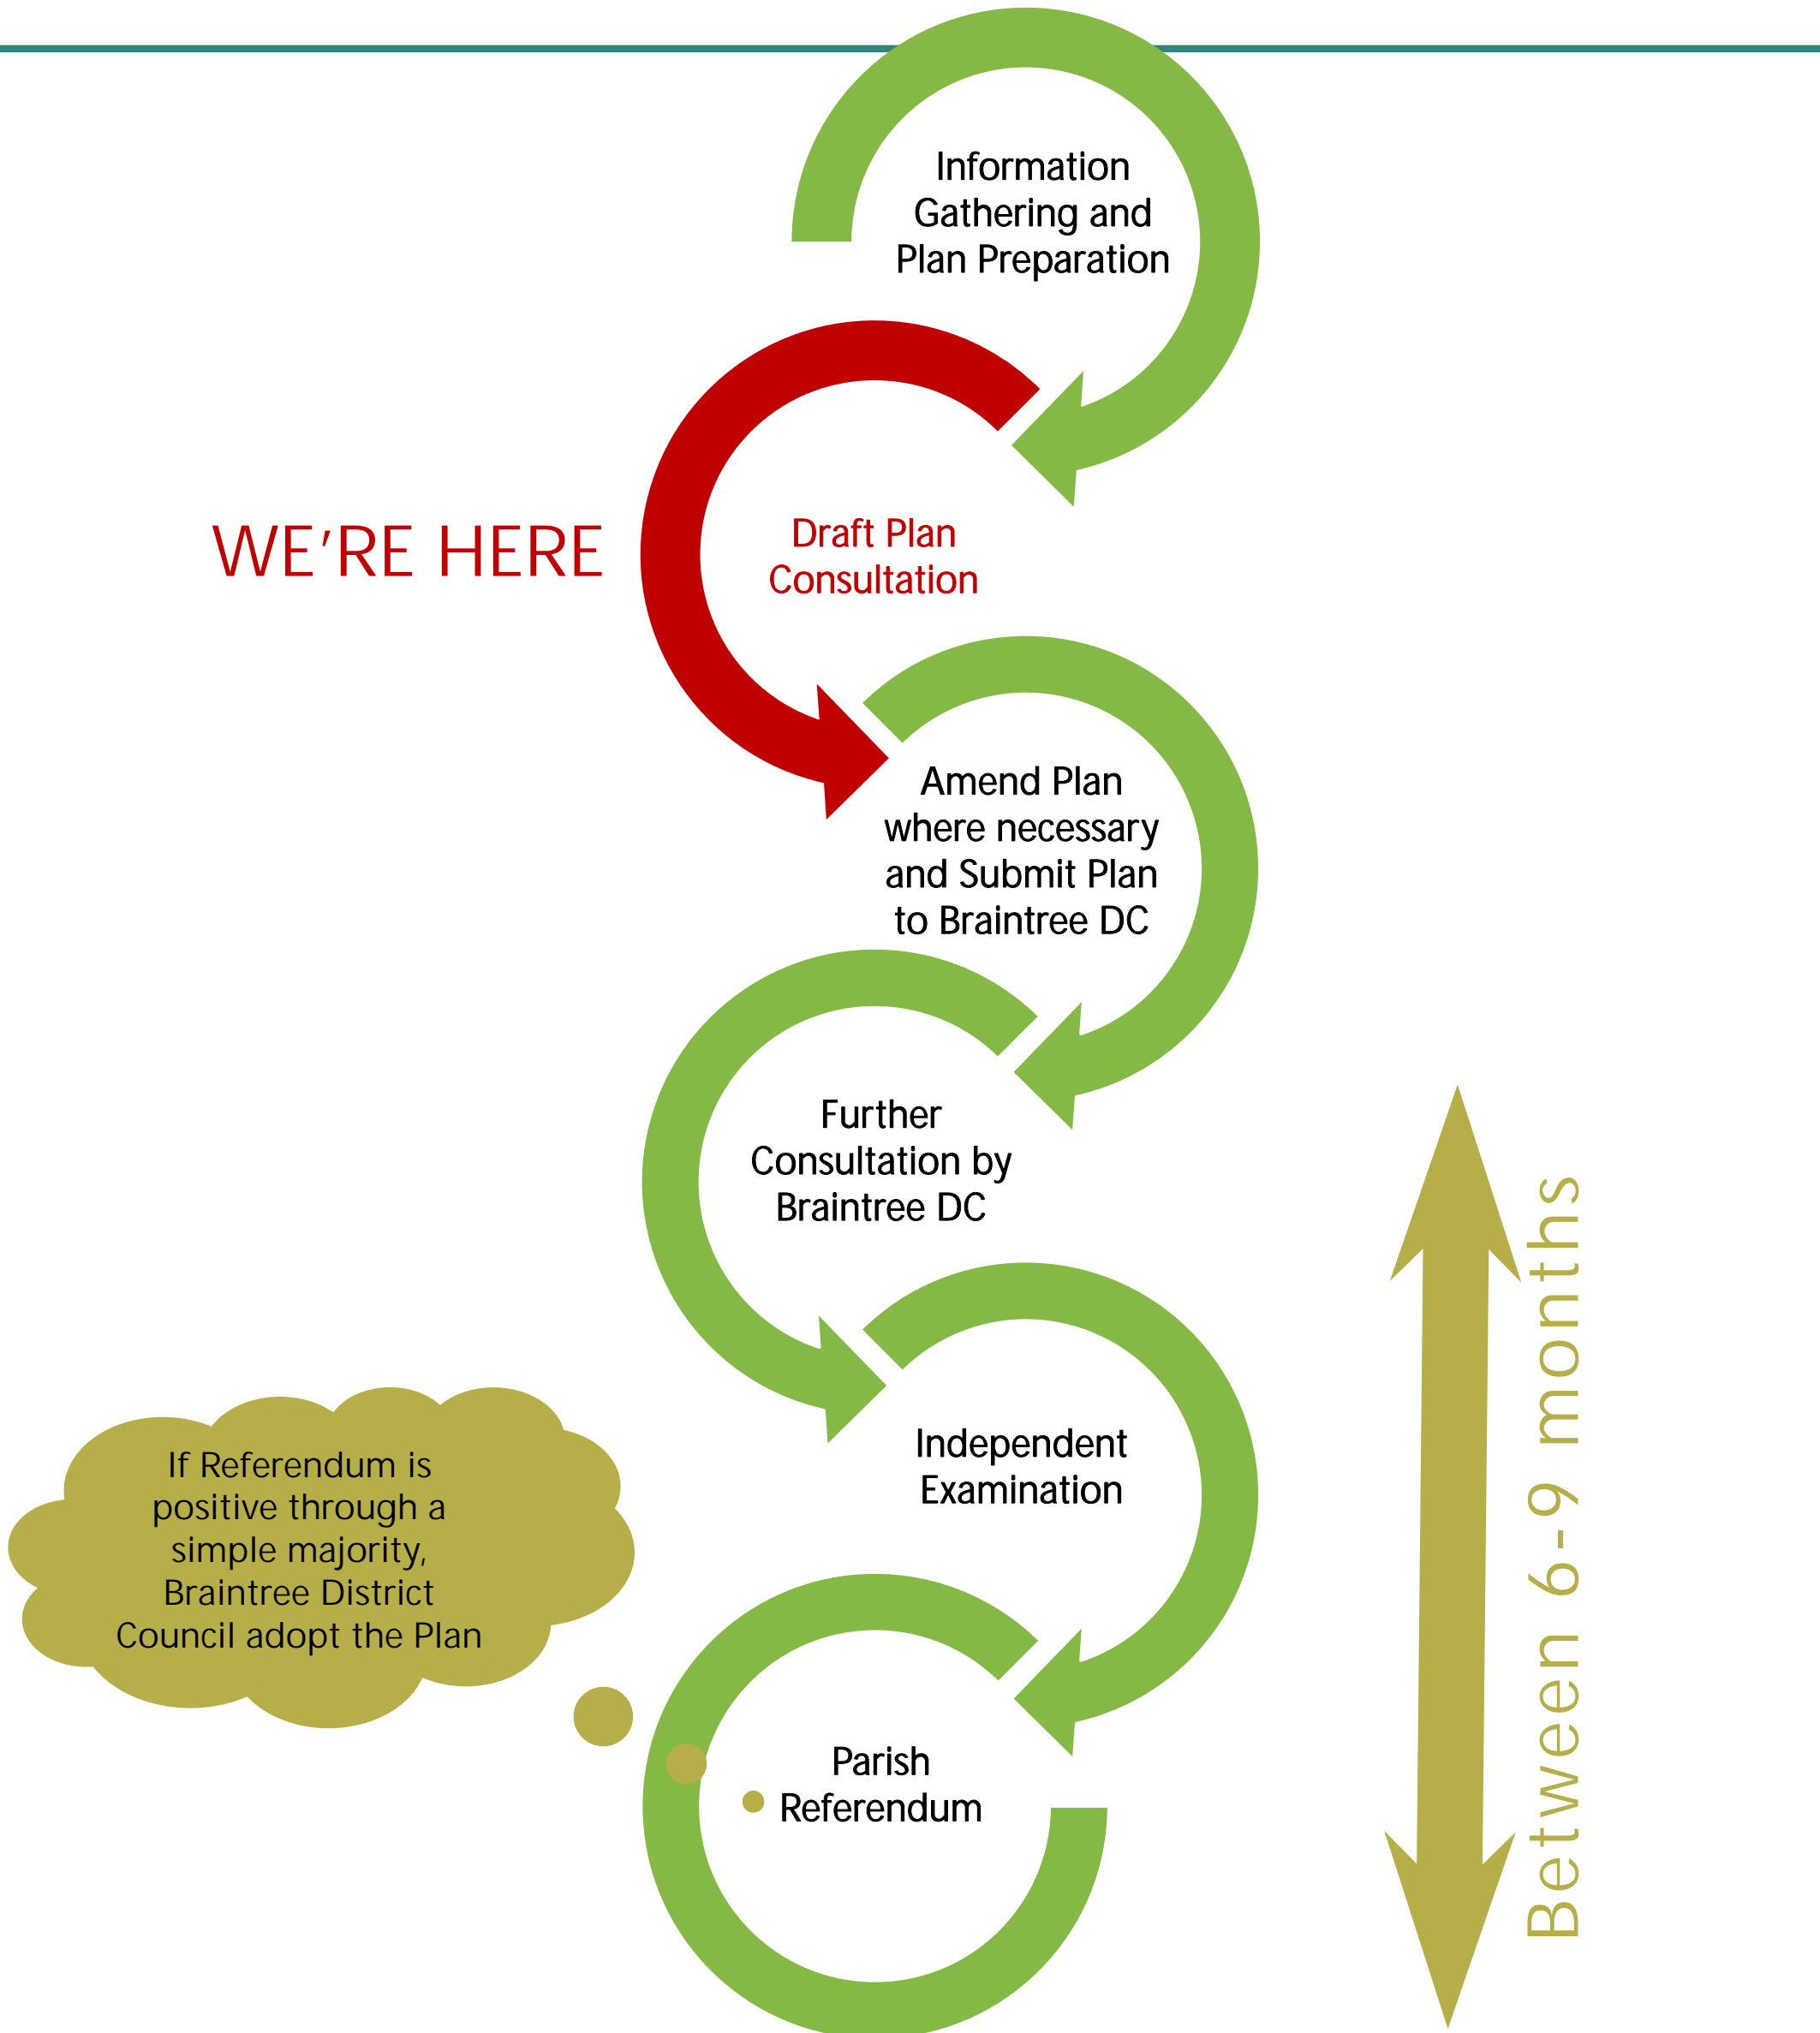 Information
Gathering and
Plan Preparation
WE’RE HERE
Draft Plan
Consultation
Amend Plan
where necessary
and Submit Plan
to Braintree DC
Further
Consultation by
Braintree DC
Between 6-9 months
Independent
Examination
If Referendum is
positive through a
simple majority,
Braintree District
Council adopt the Plan
Parish
Referendum